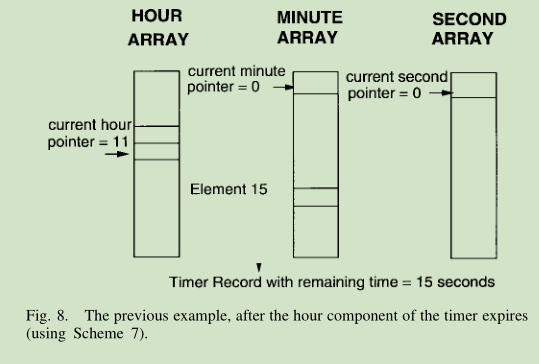 HOUR
ARRAY
MINUTE
ARRAY
SECOND
ARRAY
current minute
pointer = 0
current second
pointer = 0
current hour
pointer = 11
Element 15
Timer Record with remaining time = 15 seconds
Fig. 8. The previous example, after the hour component of the timer expires
(using Scheme 7).